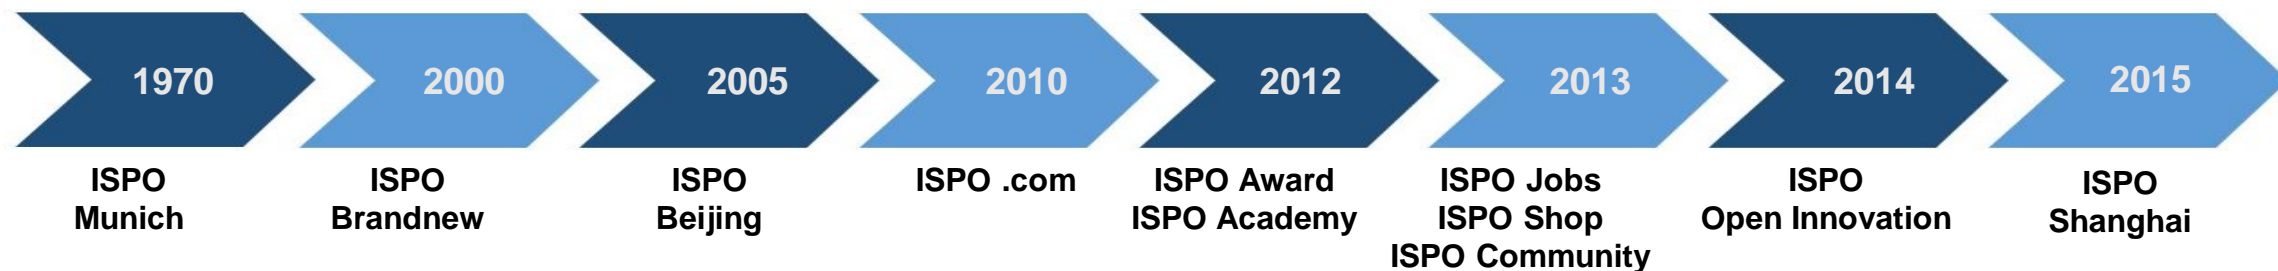 1970
2000
2005
2010
2012
2013
2014
2015
ISPO
Munich
ISPO
Brandnew
ISPO
Beijing
ISPO .com
ISPO Award
ISPO Academy
ISPO Jobs
ISPO Shop
ISPO Community
ISPO
Open Innovation
ISPO
Shanghai